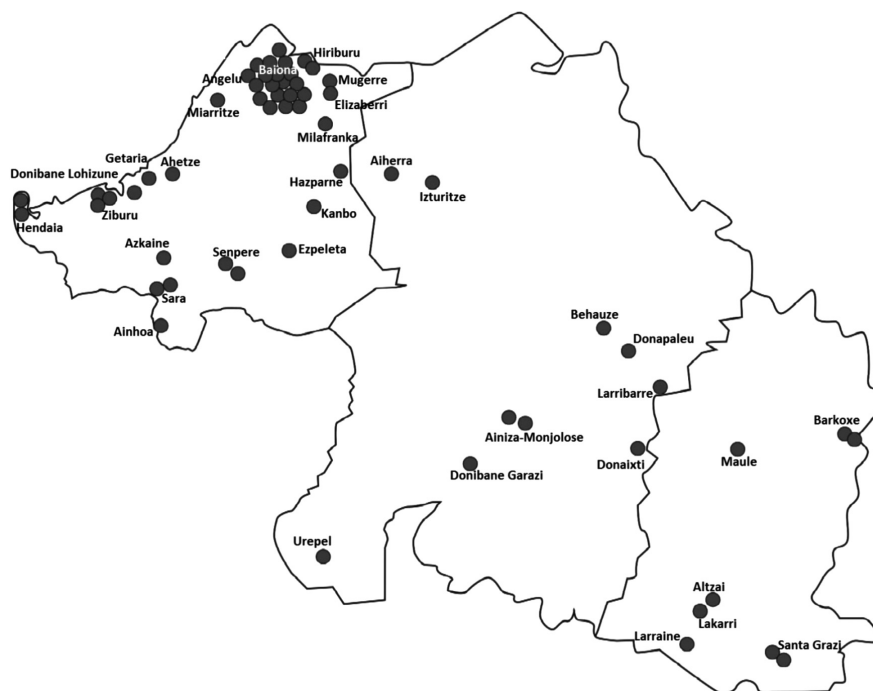 Hiriburu
Baiona
Angelu
Mugerre
Miarritze
Elizaberri
Milafranka
Getaria
Ahetze
Donibane Lohizune
Hazparne
Aiherra
Izturitze
Ziburu
Kanbo
Hendaia
Azkaine
Senpere
Ezpeleta
Sara
Ainhoa
Behauze
Donapaleu
Larribarre
Barkoxe
Ainiza-Monjolose
Donaixti
Maule
Donibane Garazi
Urepel
Altzai
Lakarri
Larraine
Santa Grazi